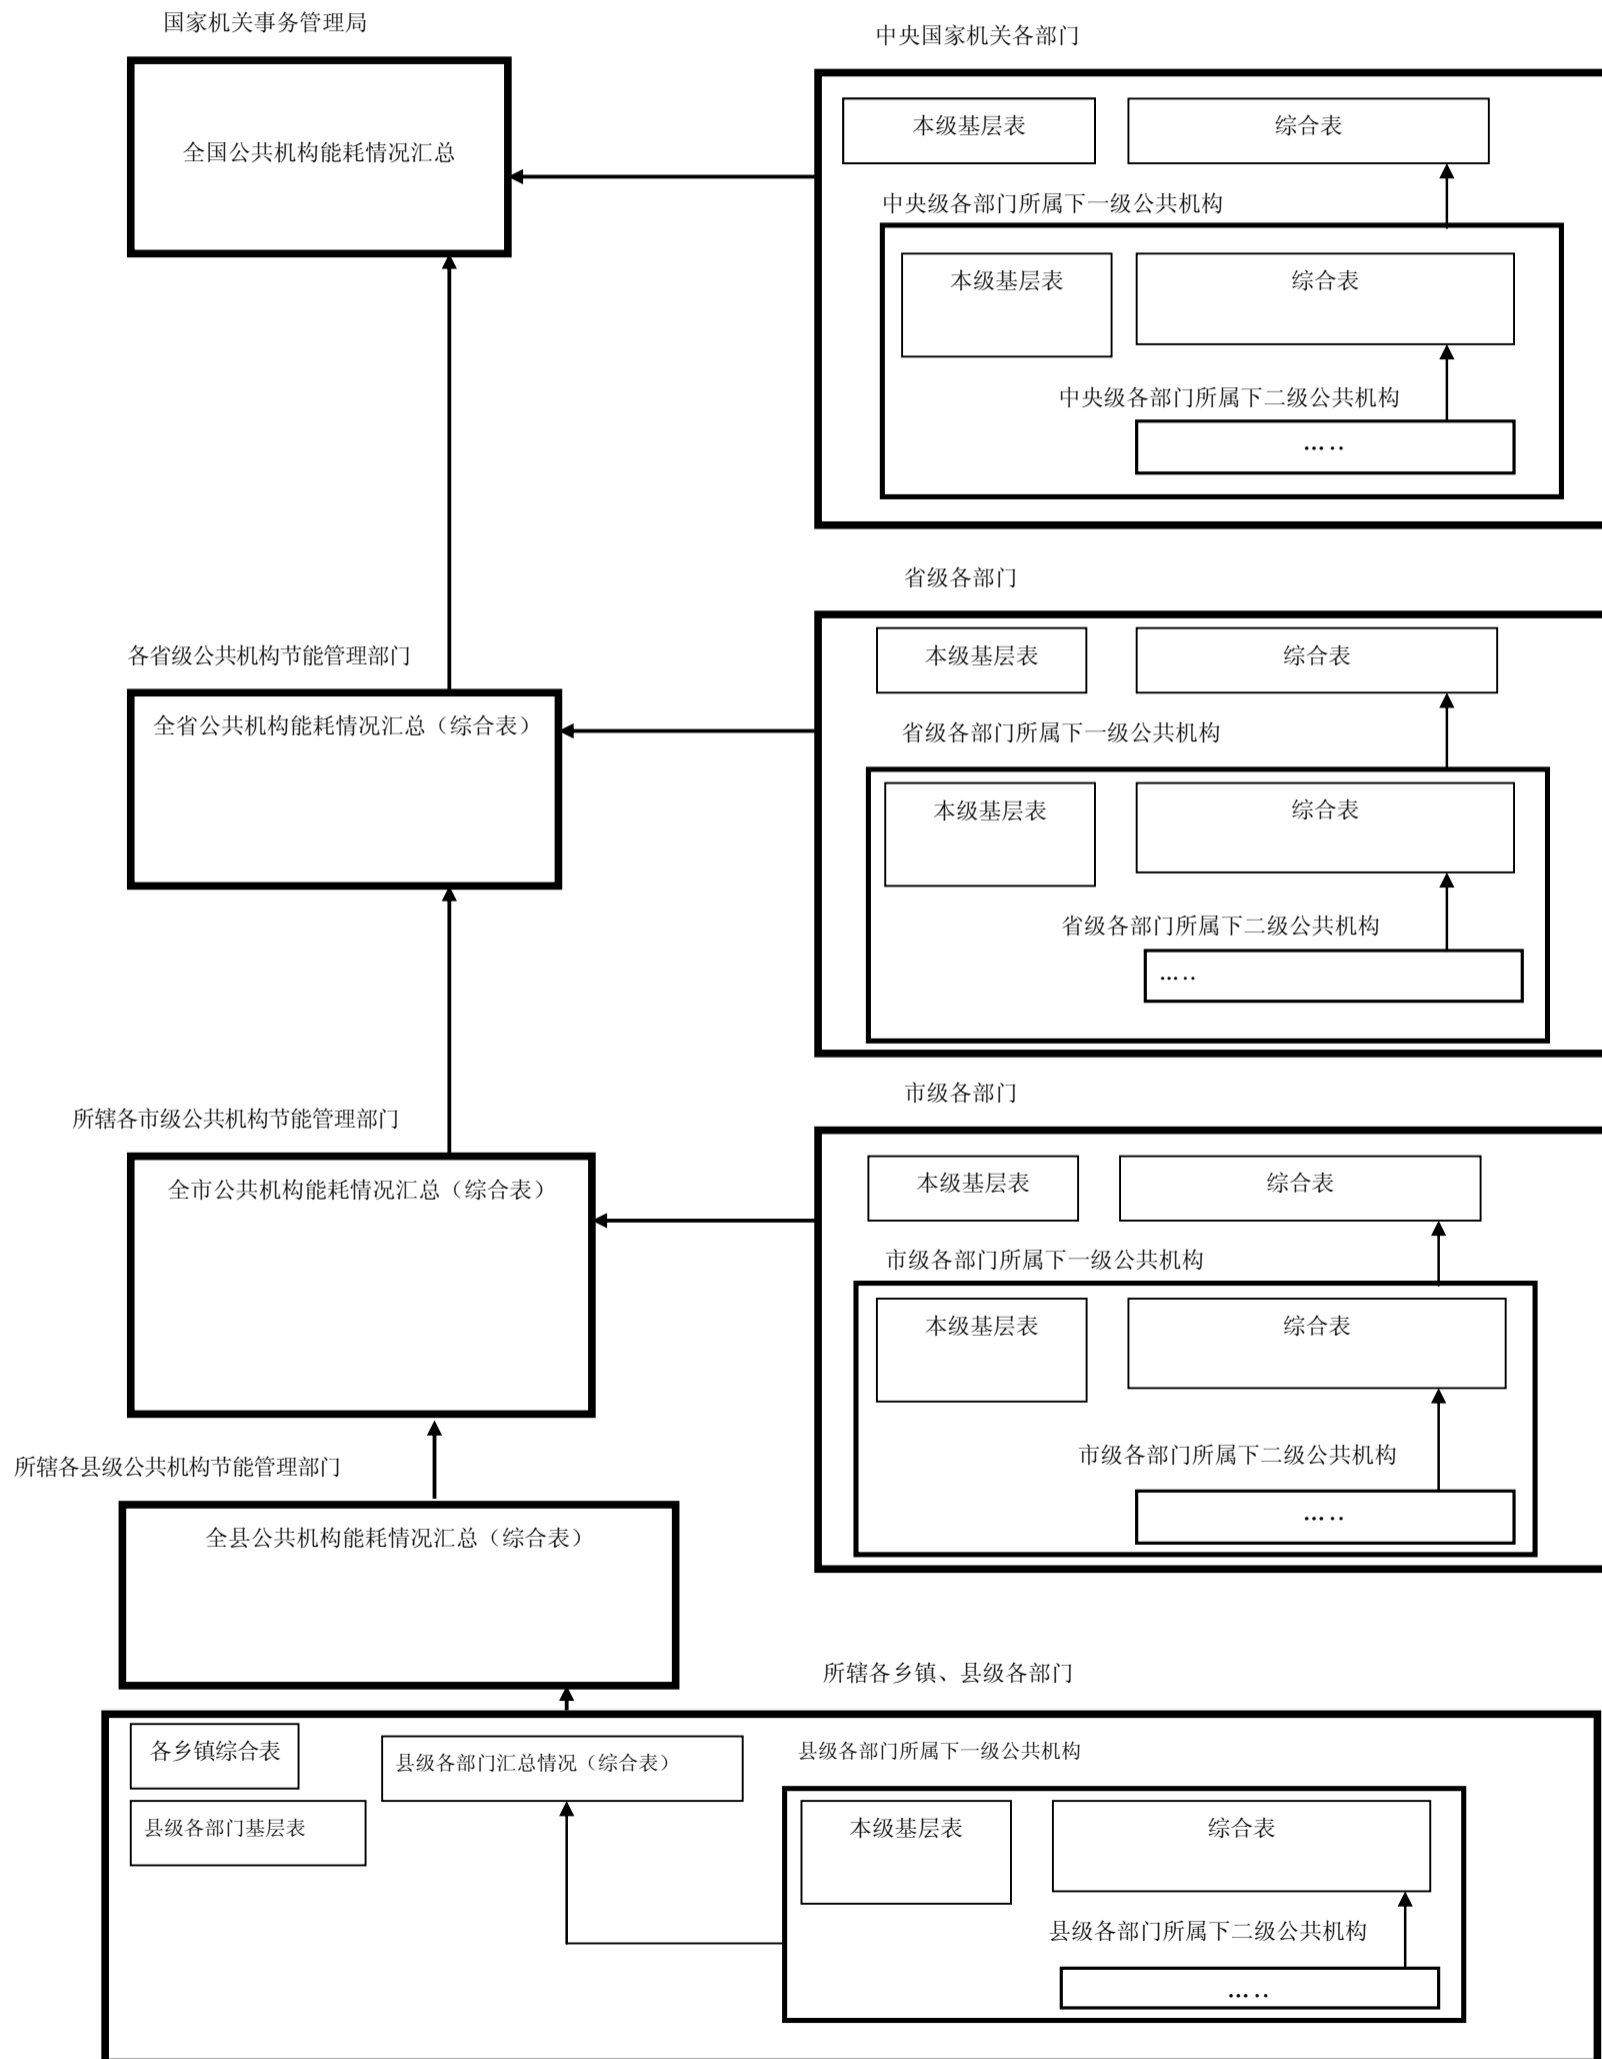 国家机关事务管理局
中央国家机关各部门
本级基层表
综合表
全国公共机构能耗情况汇总
中央级各部门所属下一级公共机构
本级基层表
综合表
中央级各部门所属下二级公共机构
…..
省级各部门
各省级公共机构节能管理部门
本级基层表
综合表
全省公共机构能耗情况汇总（综合表）
省级各部门所属下一级公共机构
本级基层表
综合表
省级各部门所属下二级公共机构
…..
市级各部门
所辖各市级公共机构节能管理部门
全市公共机构能耗情况汇总（综合表）
本级基层表
综合表
市级各部门所属下一级公共机构
本级基层表
综合表
市级各部门所属下二级公共机构
…..
所辖各县级公共机构节能管理部门
全县公共机构能耗情况汇总（综合表）
所辖各乡镇、县级各部门
各乡镇综合表
县级各部门汇总情况（综合表）
县级各部门所属下一级公共机构
县级各部门基层表
本级基层表
综合表
县级各部门所属下二级公共机构
…..